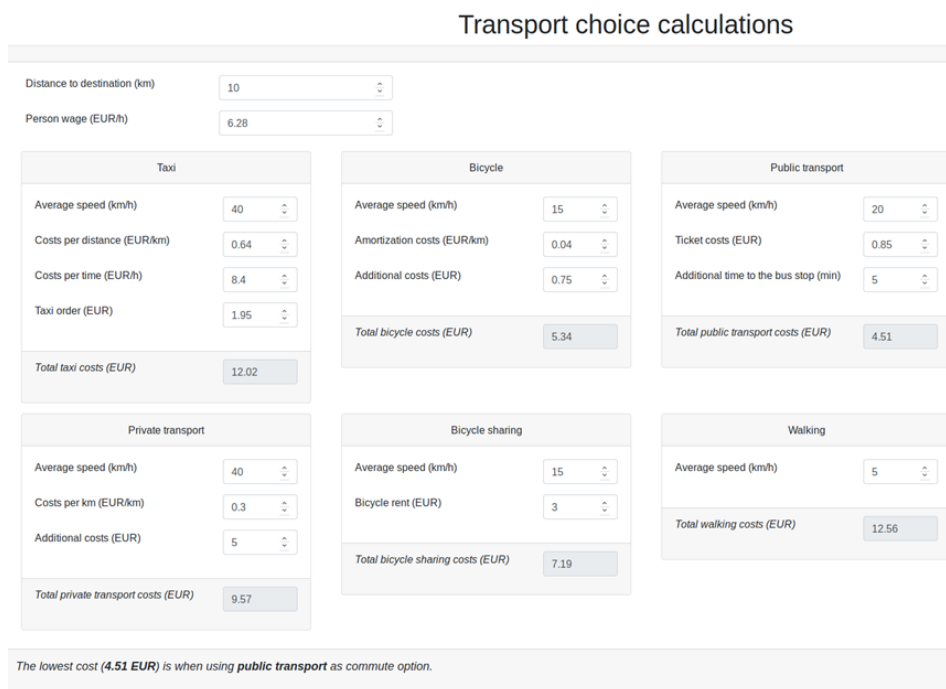 Transport choice calculations
Distance to destination (km) 10
Person wage (EUR/h) 6.28
Taxi
Average speed (km/h) 40
Costs per distance (EUR/km) 0.64
Costs per time (EUR/h) 8.4
Taxi order (EUR) 1.95
Total taxi costs (EUR) 12.02
Bicycle
Average speed (km/h) 15
Amortization costs (EUR/km) 0.04
Additional costs (EUR) 0.75
Total bicycle costs (EUR) 5.34
Public transport
Average speed (km/h) 20
Ticket costs (EUR) 0.85
Additional time to the bus stop (min) 5
Total public transport costs (EUR) 4.51
Private transport
Average speed (km/h) 40
Costs per km (EUR/km) 0.3
Additional costs (EUR) 5
Total private transport costs (EUR) 9.57
Bicycle sharing
Average speed (km/h) 15
Bicycle rent (EUR) 3
Total bicycle sharing costs (EUR) 7.19
Walking
Average speed (km/h) 5
Total walking costs (EUR) 12.56
The lowest cost (4.51 EUR) is when using public transport as commute option.